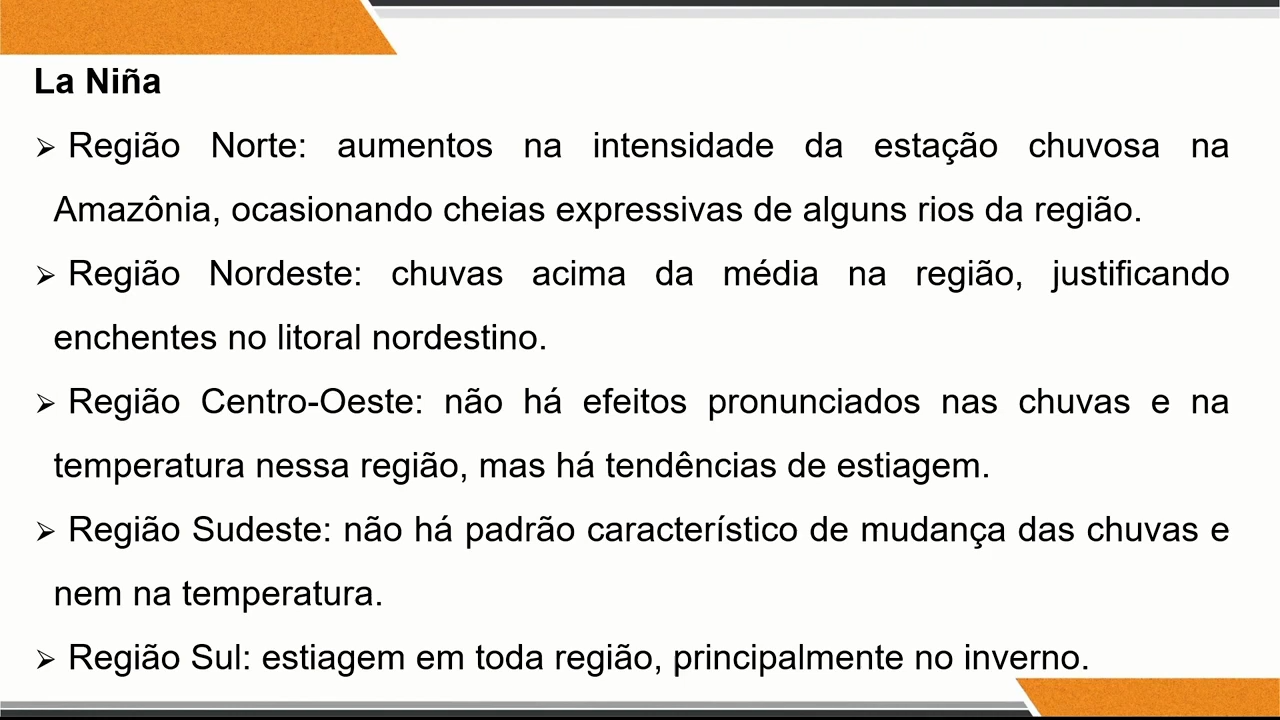 La Niña
➢ Região Norte: aumentos na intensidade da estação chuvosa na
Amazônia, ocasionando cheias expressivas de alguns rios da região.
➢ Região Nordeste: chuvas acima da média na região, justificando
enchentes no litoral nordestino.
➢ Região Centro-Oeste: não há efeitos pronunciados nas chuvas e na
temperatura nessa região, mas há tendências de estiagem.
➢ Região Sudeste: não há padrão característico de mudança das chuvas e
nem na temperatura.
➢ Região Sul: estiagem em toda região, principalmente no inverno.